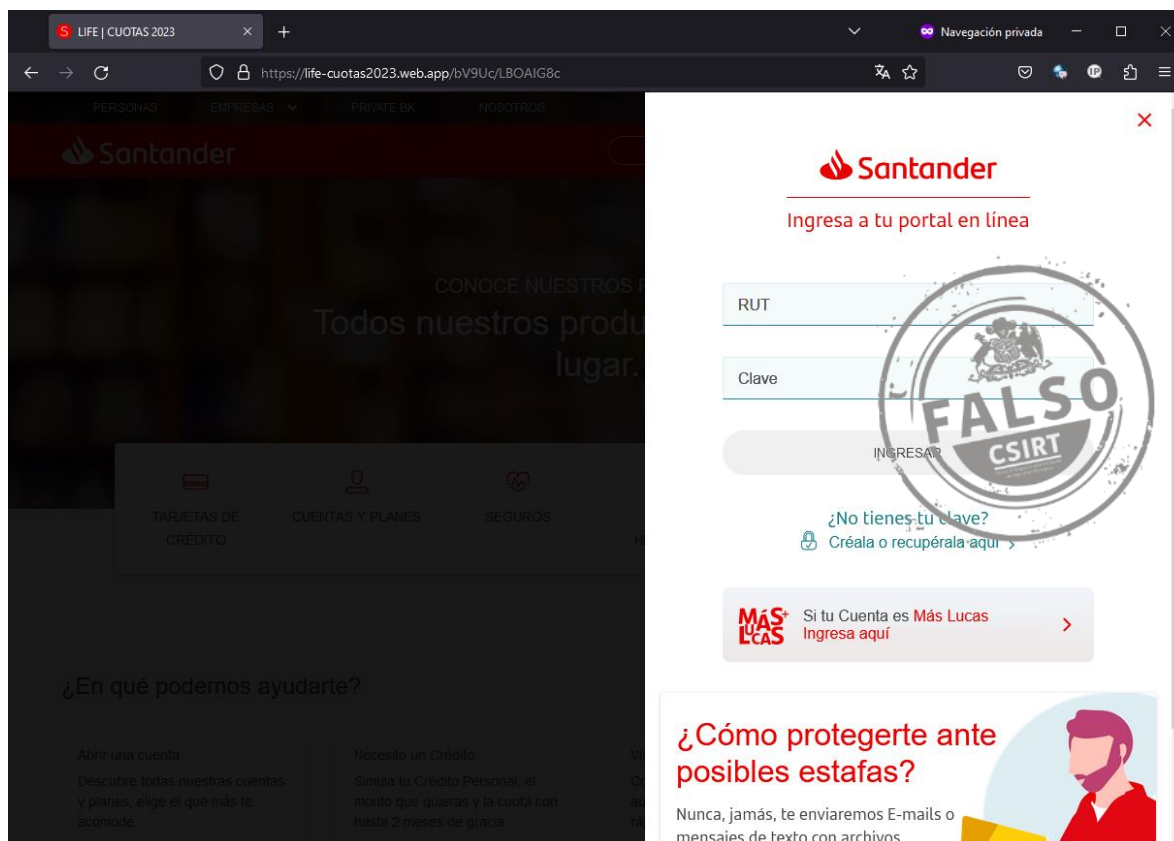 LIFE | CUOTAS 2023
Navegación privada
https://life-cuotas2023.web.app/bV9Uc/LBOAIG8c
PERSONAS EMPRESAS PRIVATE BK NOSOTROS
Santander
CONOCE NUESTROS
Todos nuestros produ
lugar.
TARJETAS DE CRÉDITO
CUENTAS Y PLANES
SEGUROS
¿En qué podemos ayudarte?
Abrir una cuenta
Descubre todas nuestras cuentas
y planes, elige el que más te
acomode.
Necesito un Crédito
Simula tu Crédito Personal, el
monto que quieras y la cuota con
hasta 2 meses de gracia
Santander
Ingresa a tu portal en línea
RUT
Clave
INGRESAR
FALSO
CSIRT
¿No tienes tu clave?
Créala o recupérala aquí
MÁS+
LUCAS
Si tu Cuenta es Más Lucas
Ingresa aquí
¿Cómo protegerte ante
posibles estafas?
Nunca, jamás, te enviaremos E-mails o
mensajes de texto con archivos